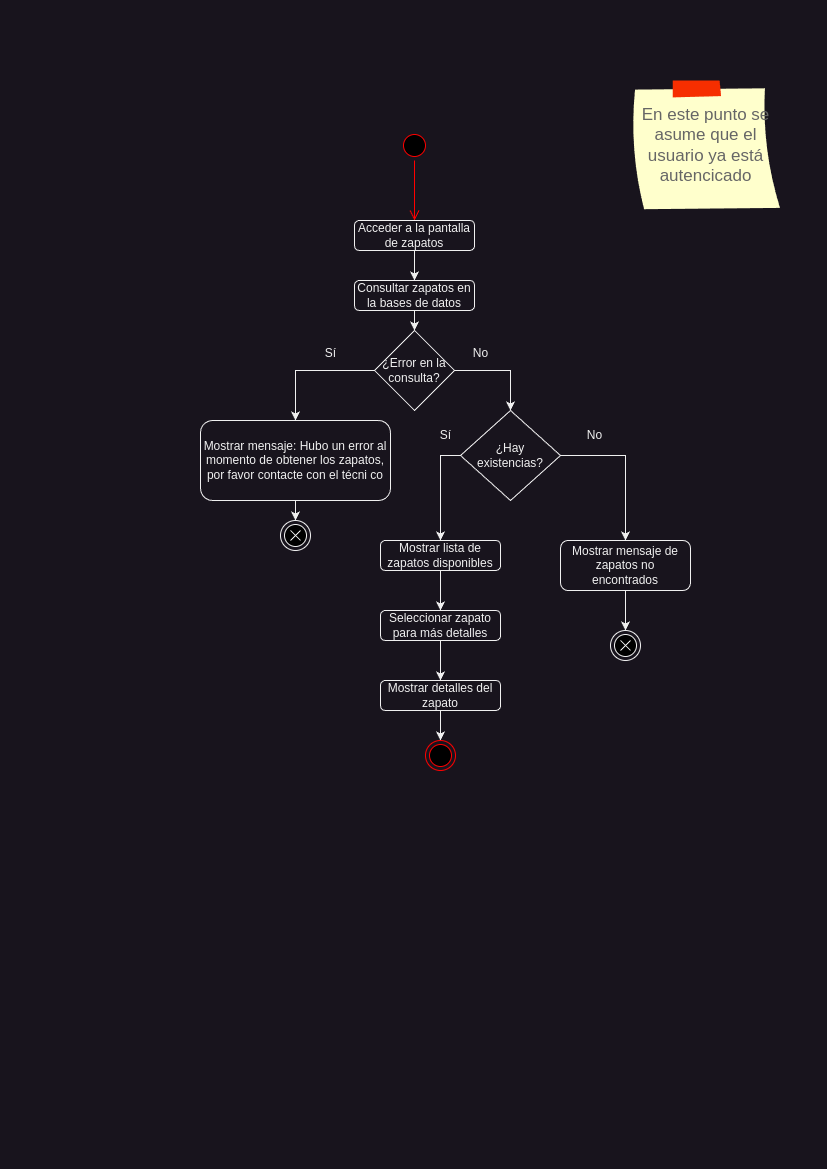 En este punto se
asume que el
usuario ya está
autencicado
Acceder a la pantalla
de zapatos
Consultar zapatos en
la bases de datos
¿Error en la
consulta?
Sí
No
Mostrar mensaje: Hubo un error al
momento de obtener los zapatos,
por favor contacte con el técni co
¿Hay
existencias?
Sí
No
Mostrar lista de
zapatos disponibles
Mostrar mensaje de
zapatos no
encontrados
Seleccionar zapato
para más detalles
Mostrar detalles del
zapato